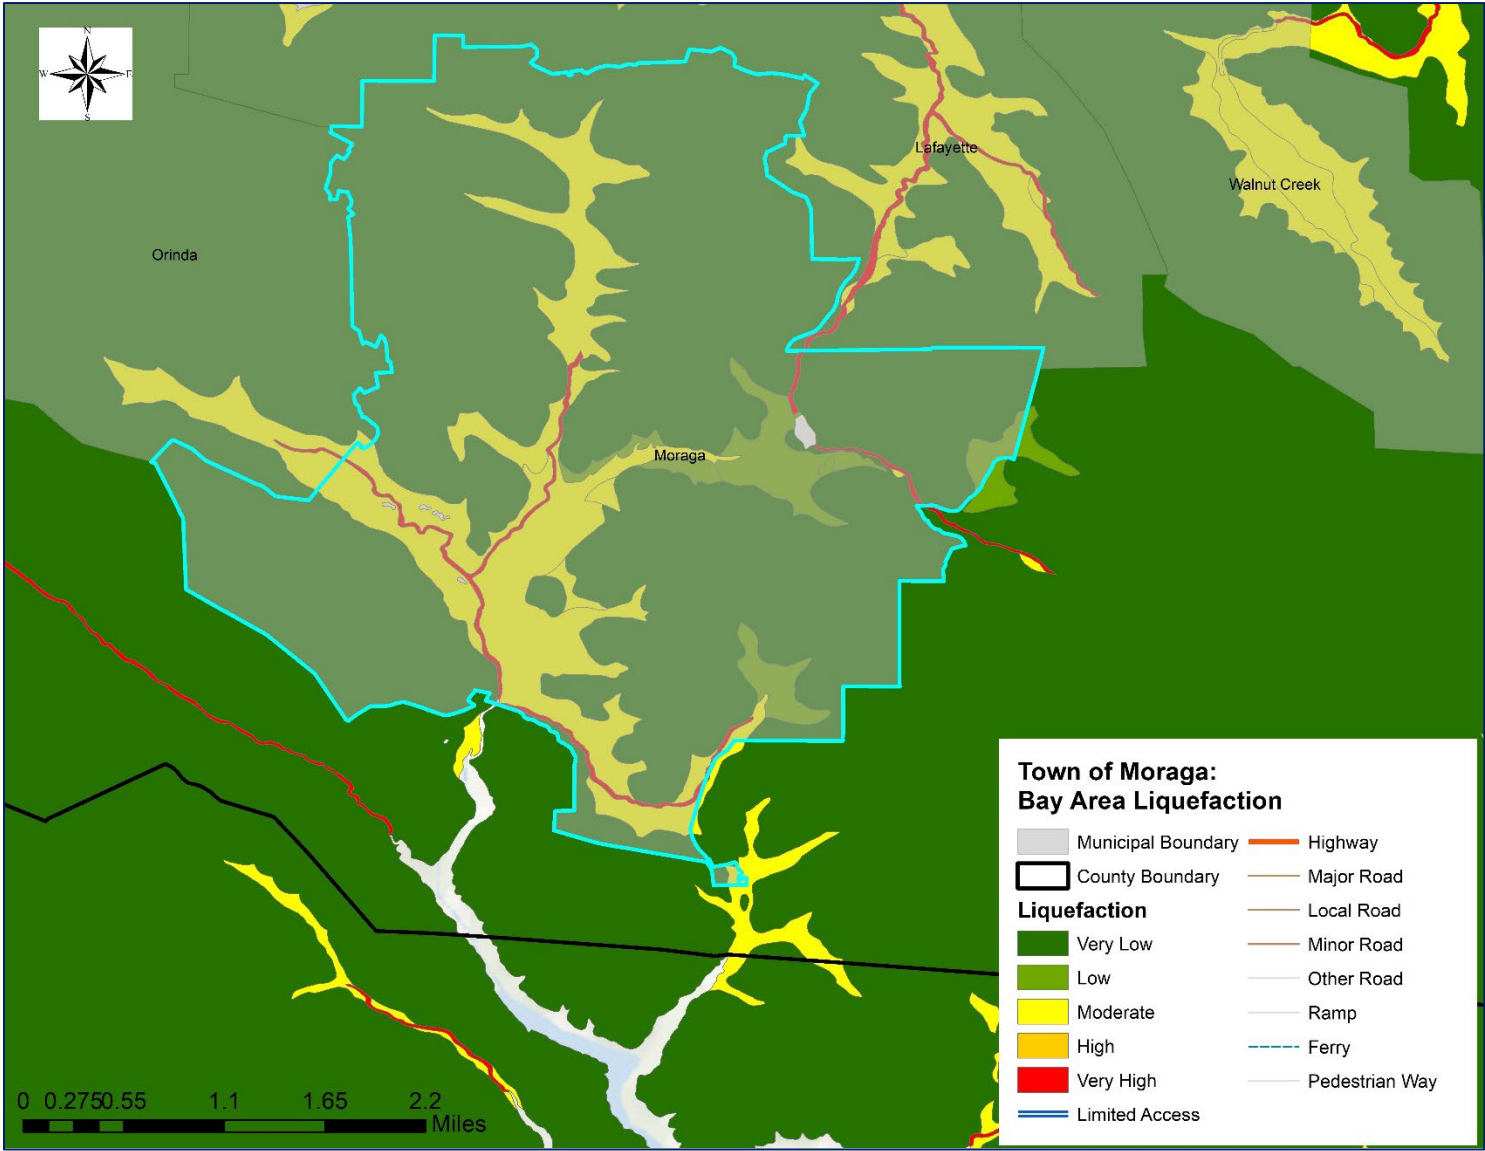 N
W
E
S
Lafayette
Walnut Creek
Orinda
Moraga
Town of Moraga:
Bay Area Liquefaction
Municipal Boundary
County Boundary
Liquefaction
Very Low
Low
Moderate
High
Very High
Limited Access
Highway
Major Road
Local Road
Minor Road
Other Road
Ramp
Ferry
Pedestrian Way
0 0.275 0.55 1.1 1.65 2.2
Miles